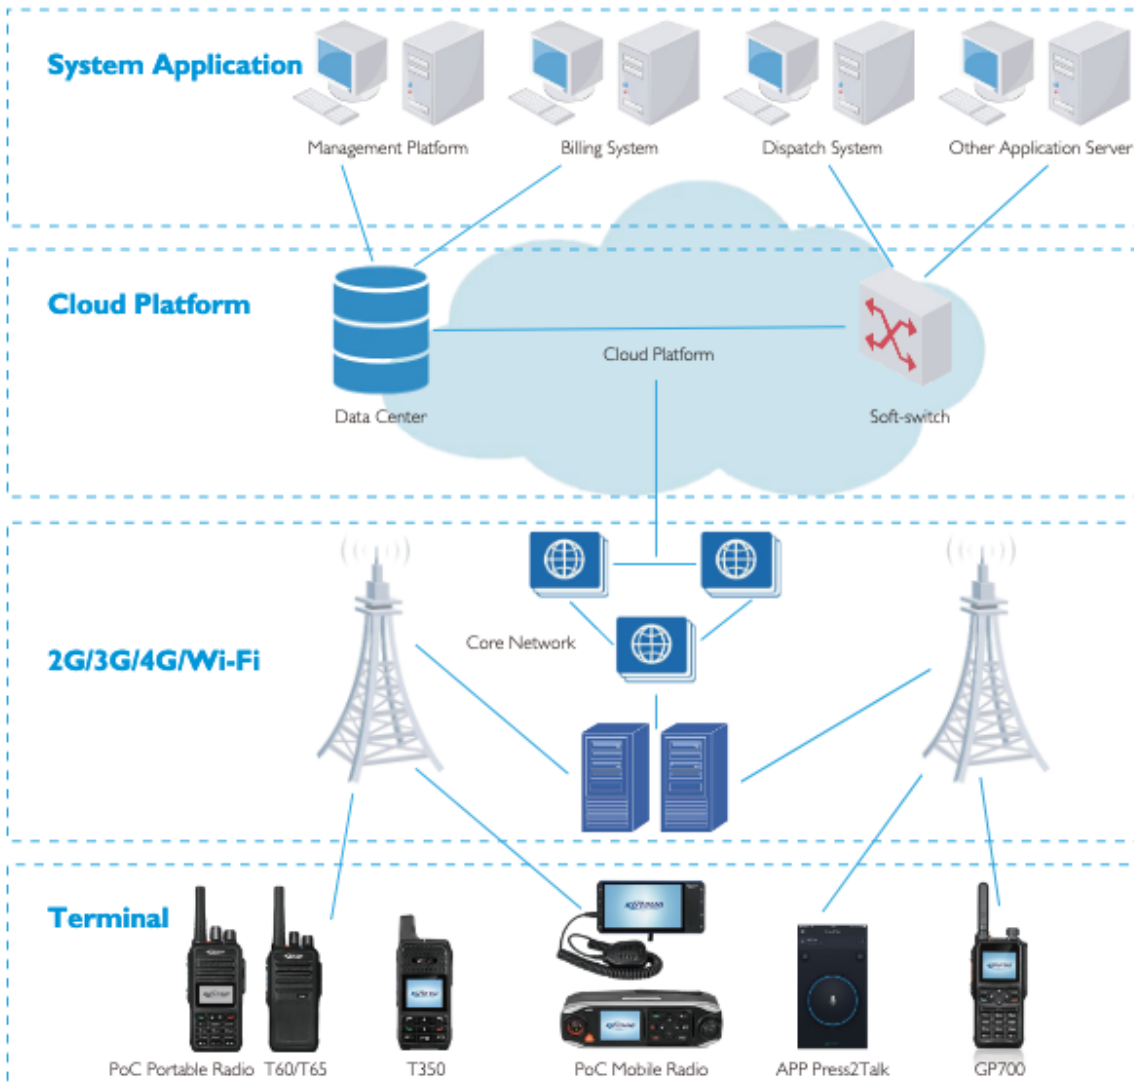 System Application
Management Platform
Billing System
Dispatch System
Other Application Server
Cloud Platform
Cloud Platform
Data Center
Soft-switch
2G/3G/4G/Wi-Fi
Core Network
Terminal
PoC Portable Radio
T60/T65
T350
PoC Mobile Radio
APP Press2Talk
GP700